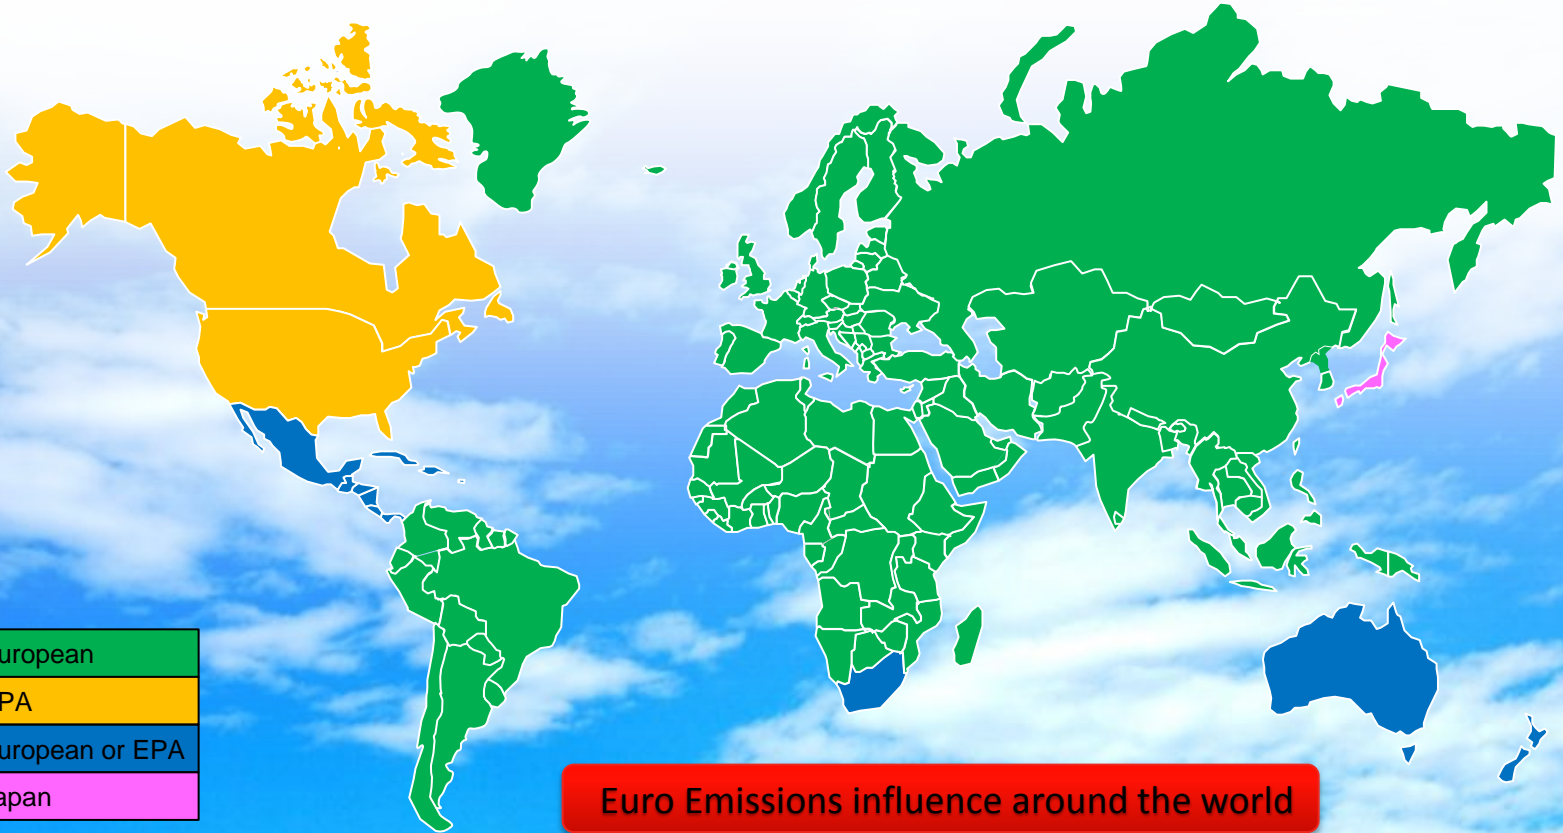 uropean
PA
uropean or EPA
apan
Euro Emissions influence around the world